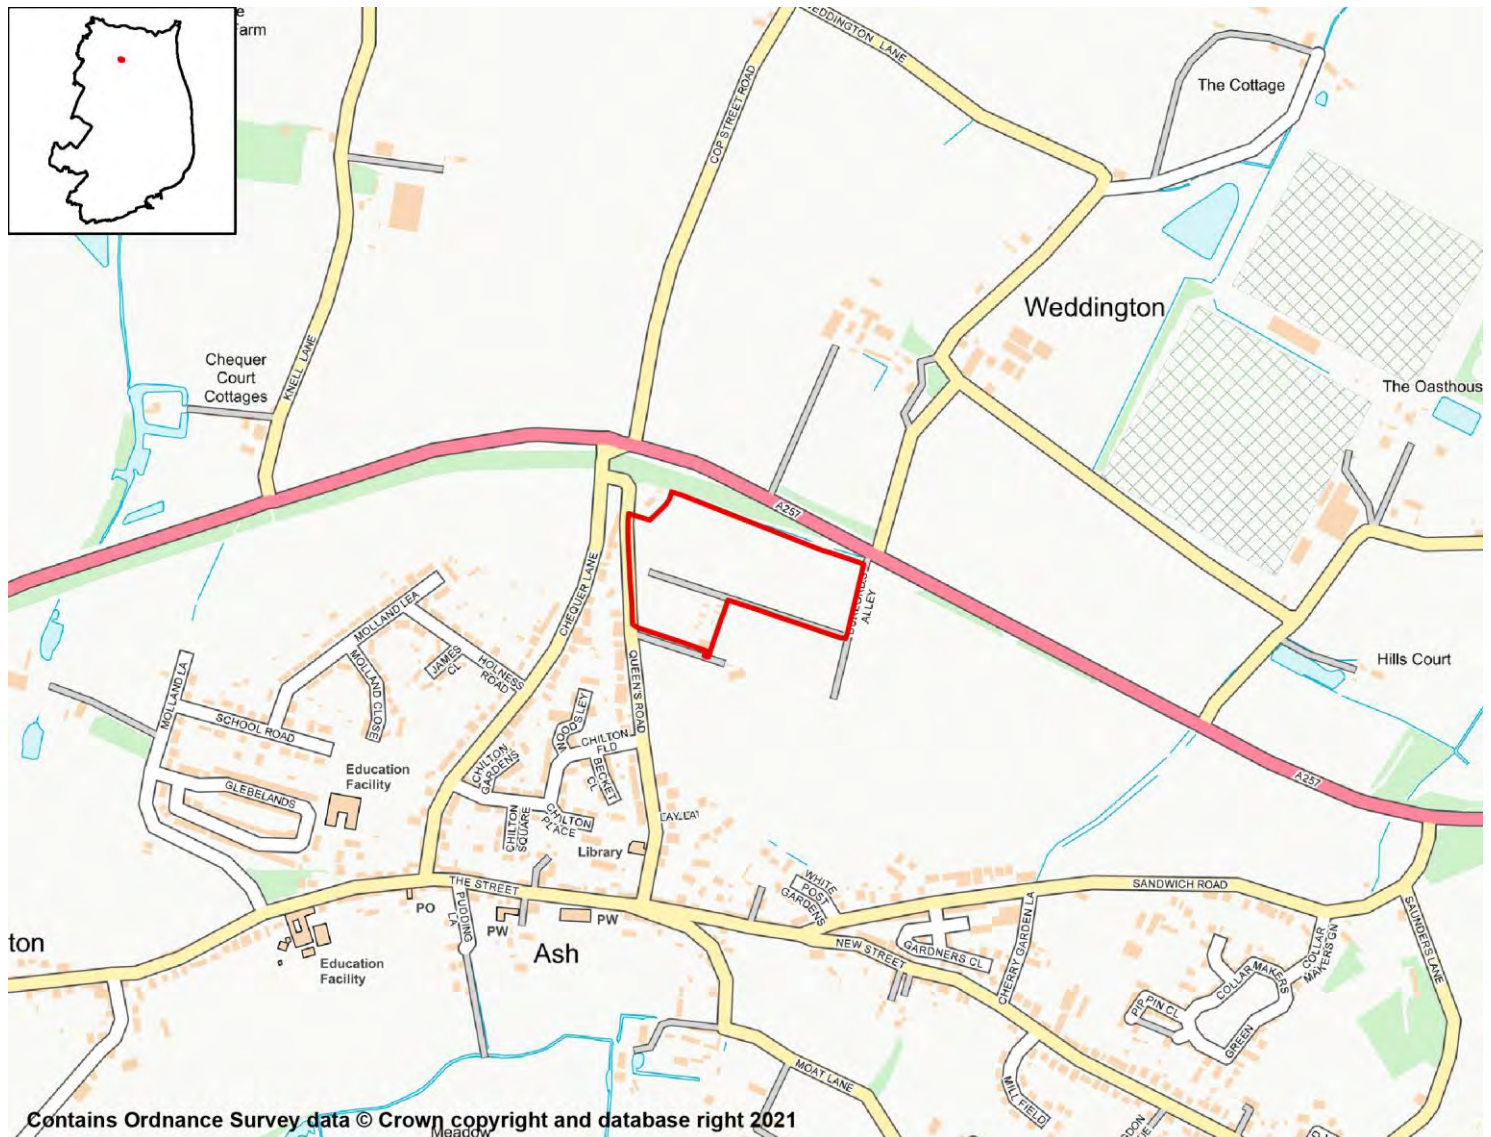 e
Farm
WEDDINGTON LANE
The Cottage
COP STREET ROAD
Weddington
Chequer
Court
Cottages
KNELL LANE
The Oasthous
A257
CHEQUER LANE
ALLEY
MOLLAND LEA
JAMES
CL
HOLNESS
ROAD
MOLLAND CLOSE
MOLLAND LA
SCHOOL ROAD
QUEEN'S ROAD
Hills Court
WOODSLEY
CHILTON
FLD
BECKET
CL
CHILTON
GARDENS
Education
Facility
GLEBELANDS
CHILTON
SQUARE
CHILTON
PLACE
A257
Library
THE STREET
WHITE
POST
GARDENS
SANDWICH ROAD
PO
PUDDING
LA
PW
PW
Ash
NEW STREET
GARDNERS CL
CHERRY GARDEN LA
COLLAR
MAKERS GN
SAUNDERS LANE
ton
Education
Facility
COLLAR MAKERS
GREEN
PIPPIN CL
MOAT LANE
MILL FIELD
Contains Ordnance Survey data © Crown copyright and database right 2021
Meadow